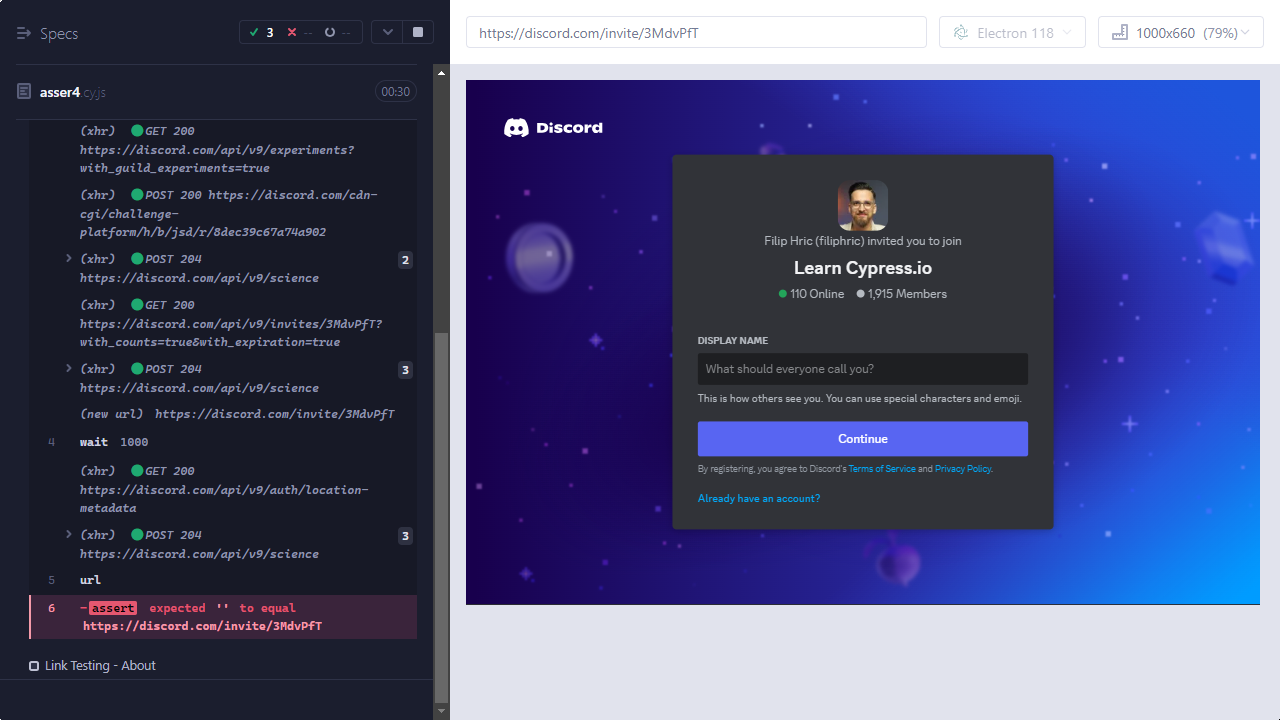 Specs
3
--
--
asser4.cy.js
00:30
(xhr) GET 200
https://discord.com/api/v9/experiments?
with_guild_experiments=true
(xhr) POST 200 https://discord.com/cdn-
cgi/challenge-
platform/h/b/jsd/r/8dec39c67a74a902
(xhr) POST 204
https://discord.com/api/v9/science
2
(xhr) GET 200
https://discord.com/api/v9/invites/3MdvPfT?
with_counts=true&with_expiration=true
(xhr) POST 204
https://discord.com/api/v9/science
3
(new url) https://discord.com/invite/3MdvPfT
4 wait 1000
(xhr) GET 200
https://discord.com/api/v9/auth/location-
metadata
(xhr) POST 204
https://discord.com/api/v9/science
3
5 url
6 -assert expected '' to equal
https://discord.com/invite/3MdvPfT
Link Testing - About
https://discord.com/invite/3MdvPfT
Electron 118
1000x660 (79%)
Discord
Filip Hric (filiphric) invited you to join
Learn Cypress.io
110 Online 1,915 Members
DISPLAY NAME
What should everyone call you?
This is how others see you. You can use special characters and emoji.
Continue
By registering, you agree to Discord's Terms of Service and Privacy Policy.
Already have an account?